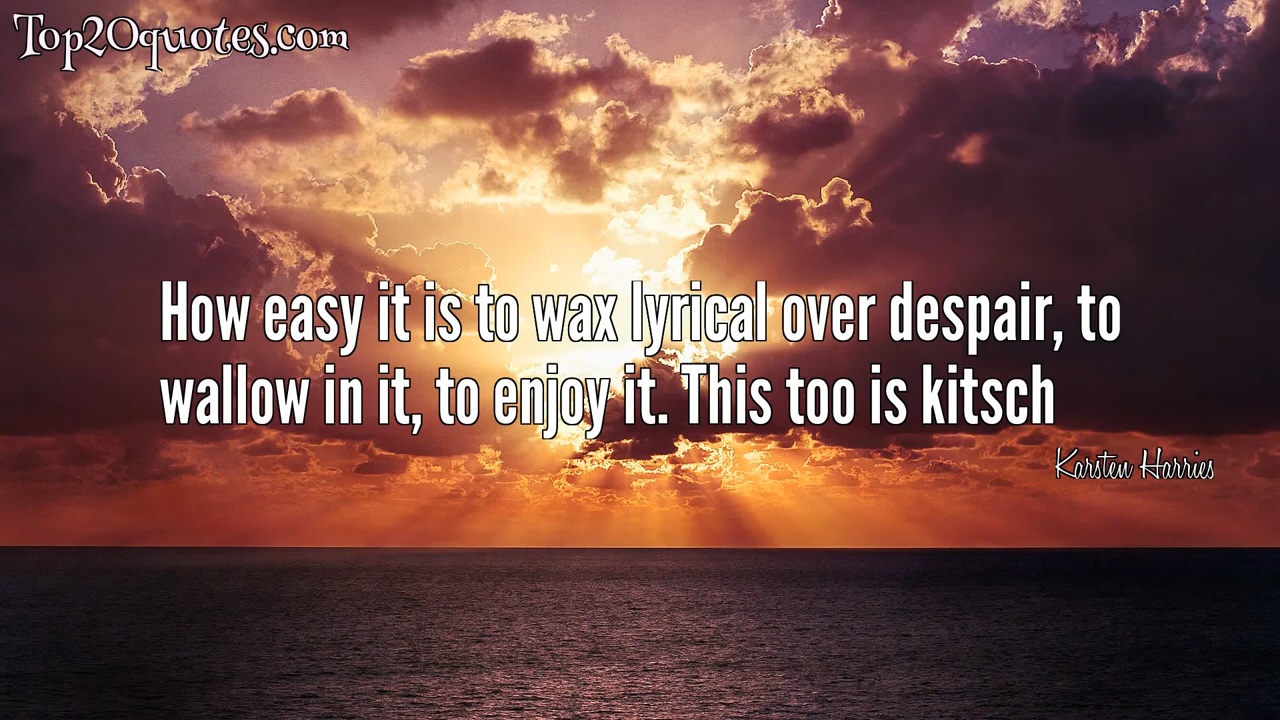 Top20quotes.com
How easy it is to wax lyrical over despair, to
wallow in it, to enjoy it. This too is kitsch
Karsten Harries